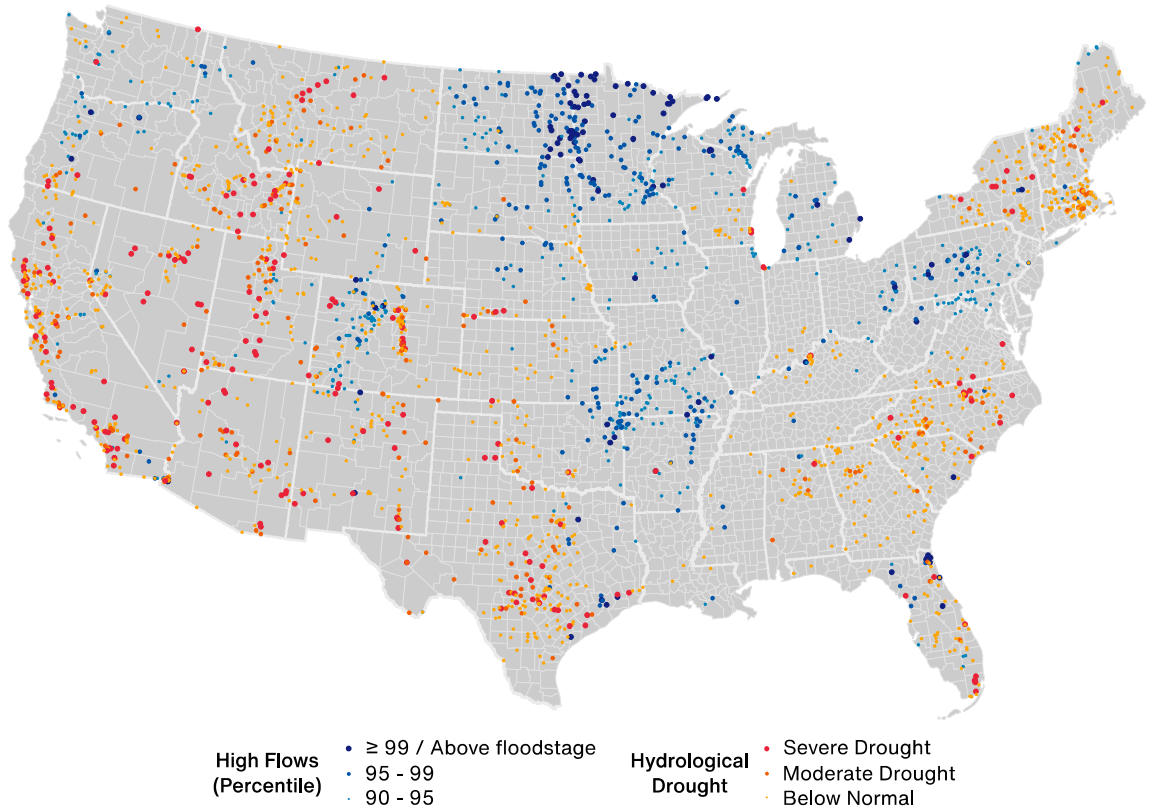 High Flows
(Percentile)
≥ 99 / Above floodstage
95 - 99
90 - 95
Hydrological
Drought
Severe Drought
Moderate Drought
Below Normal